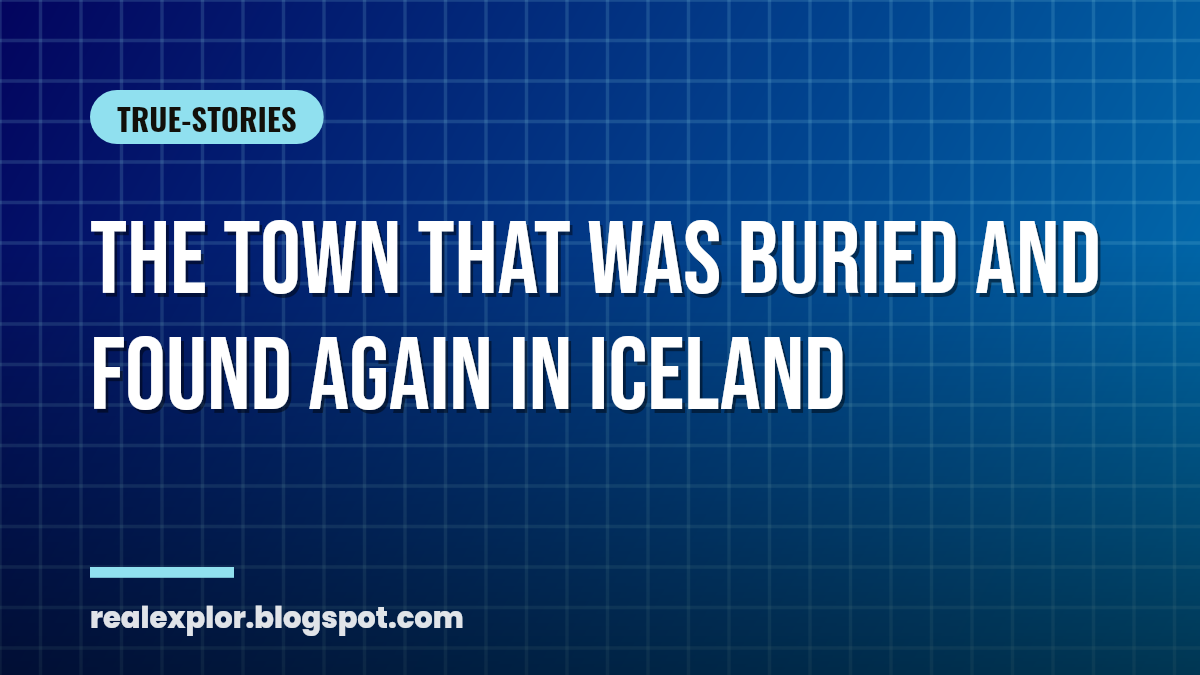 TRUE-STORIES
THE TOWN THAT WAS BURIED AND
FOUND AGAIN IN ICELAND
realexplor.blogspot.com